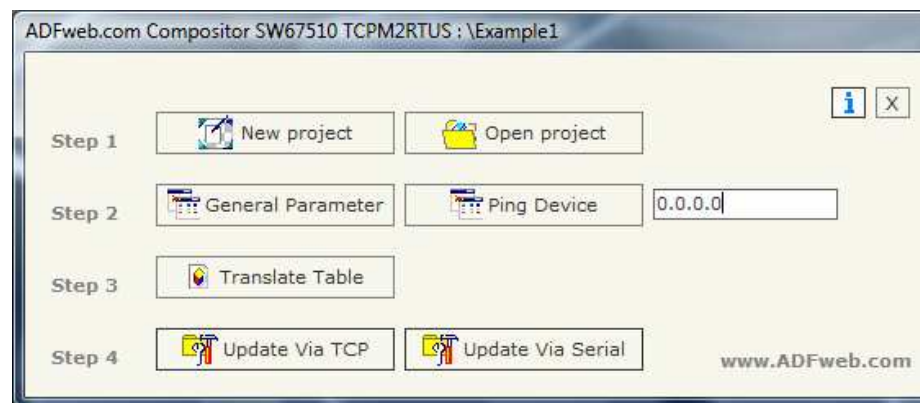 ADFweb.com Compositor SW67510 TCPM2RTUS : \Example1
i X
Step 1 New project Open project
Step 2 General Parameter Ping Device 0.0.0.0
Step 3 Translate Table
Step 4 Update Via TCP Update Via Serial
www.ADFweb.com